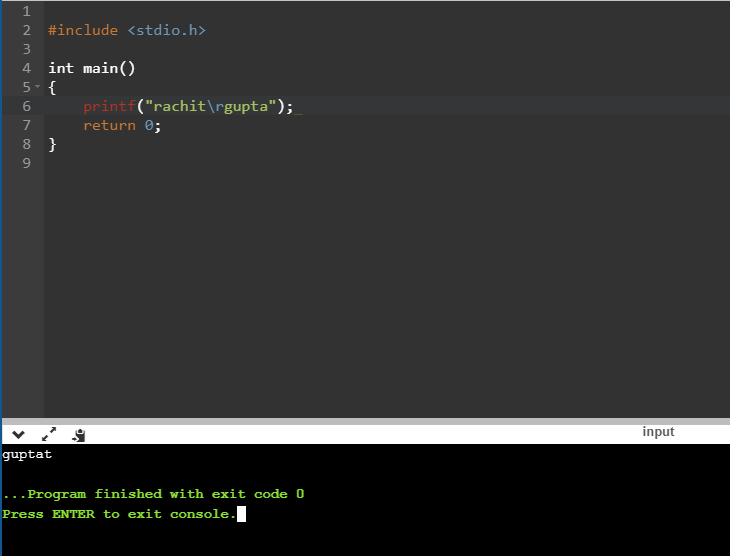 1
2 #include <stdio.h>
3
4 int main()
5 {
6 printf("rachit\rgupta");_
7 return 0;
8 }
9
input
guptat
...Program finished with exit code 0
Press ENTER to exit console.